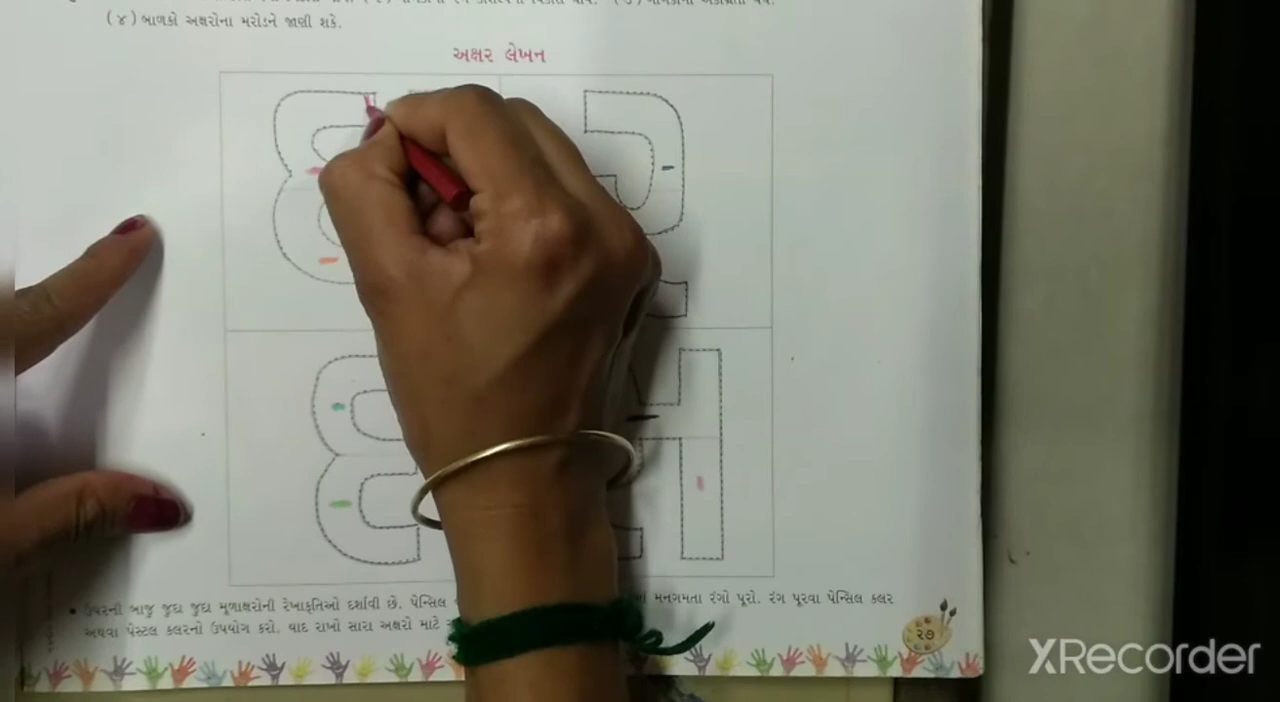 (૪) બાળકો અક્ષરોના મરોડને જાણી શકે.
અક્ષર લેખન
• ઉપરની બાજુ જુદા જુદા મૂળાક્ષરોની રેખાકૃતિઓ દર્શાવી છે. પેન્સિલ મનગમતા રંગો પૂરો. રંગ પૂરવા પેન્સિલ કલર
અથવા પેસ્ટલ કલરનો ઉપયોગ કરો. યાદ રાખો સારા અક્ષરો માટે
૨૭
XRecorder